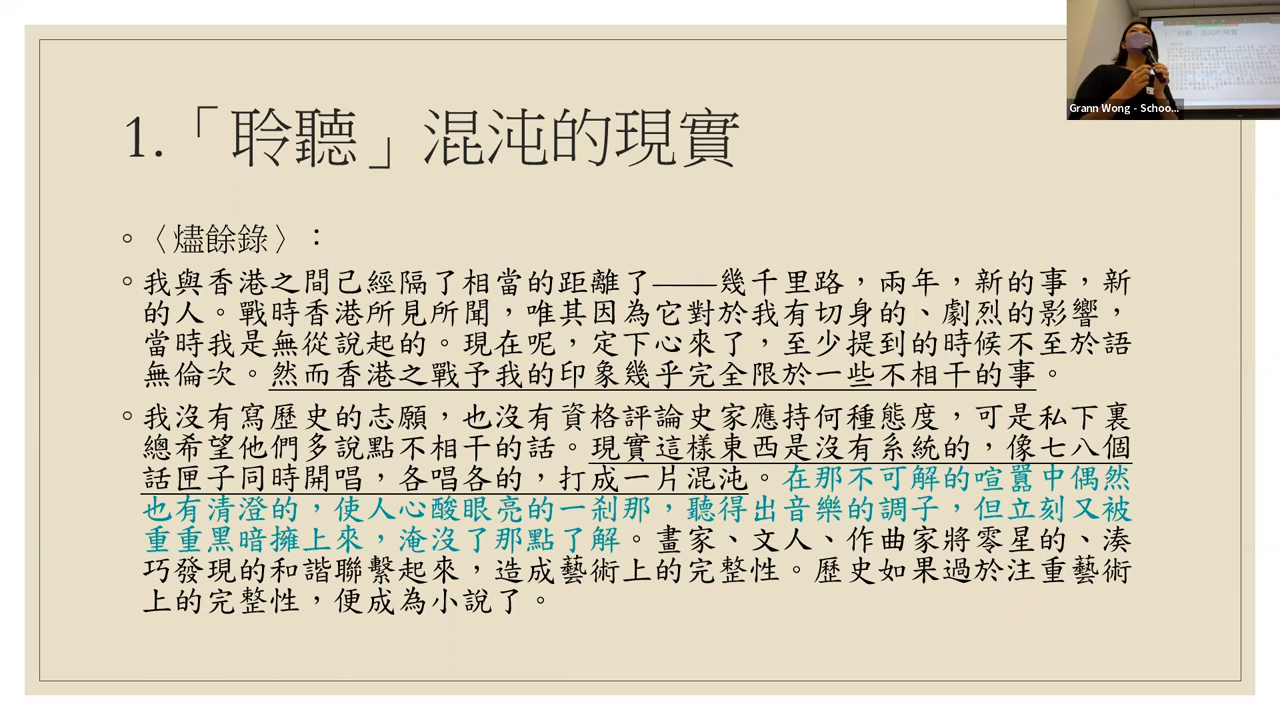 1.「聆聽」混沌的現實
Grann Wong - Schoo...
〈燼餘錄〉：
我與香港之間已經隔了相當的距離了——幾千里路，兩年，新的事，新
的人。戰時香港所見所聞，唯其因為它對於我有切身的、劇烈的影響，
當時我是無從說起的。現在呢，定下心來了，至少提到的時候不至於語
無倫次。然而香港之戰予我的印象幾乎完全限於一些不相干的事。
我沒有寫歷史的志願，也沒有資格評論史家應持何種態度，可是私下裏
總希望他們多說點不相干的話。現實這樣東西是沒有系統的，像七八個
話匣子同時開唱，各唱各的，打成一片混沌。在那不可解的喧囂中偶然
也有清澄的，使人心酸眼亮的一剎那，聽得出音樂的調子，但立刻又被
重重黑暗擁上來，淹沒了那點了解。畫家、文人、作曲家將零星的、湊
巧發現的和諧聯繫起來，造成藝術上的完整性。歷史如果過於注重藝術
上的完整性，便成為小說了。